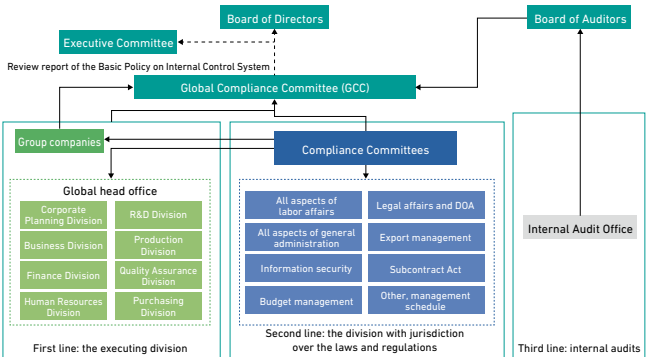 Board of Directors
Board of Auditors
Executive Committee
Review report of the Basic Policy on Internal Control System
Global Compliance Committee (GCC)
Group companies
Compliance Committees
Global head office
Corporate
Planning Division
R&D Division
Business Division
Production
Division
Finance Division
Quality Assurance
Division
Human Resources
Division
Purchasing
Division
First line: the executing division
All aspects of
labor affairs
Legal affairs and DOA
All aspects of general
administration
Export management
Information security
Subcontract Act
Budget management
Other, management
schedule
Second line: the division with jurisdiction
over the laws and regulations
Internal Audit Office
Third line: internal audits